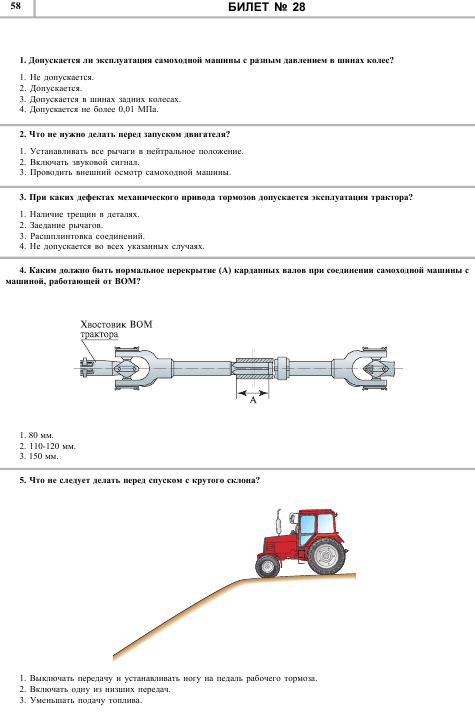 58
БИЛЕТ № 28
1. Допускается ли эксплуатация самоходной машины с разным давлением в шинах колес?
1. Не допускается.
2. Допускается.
3. Допускается в шинах задних колесах.
4. Допускается не более 0,01 МПа.
2. Что не нужно делать перед запуском двигателя?
1. Устанавливать все рычаги в нейтральное положение.
2. Включать звуковой сигнал.
3. Проводить внешний осмотр самоходной машины.
3. При каких дефектах механического привода тормозов допускается эксплуатация трактора?
1. Наличие трещин в деталях.
2. Заедание рычагов.
3. Расшплинтовка соединений.
4. Не допускается во всех указанных случаях.
4. Каким должно быть нормальное перекрытие (А) карданных валов при соединении самоходной машины с
машиной, работающей от ВОМ?
Хвостовик ВОМ
трактора
А
1. 80 мм.
2. 110-120 мм.
3. 150 мм.
5. Что не следует делать перед спуском с крутого склона?
1. Выключать передачу и устанавливать ногу на педаль рабочего тормоза.
2. Включать одну из низших передач.
3. Уменьшать подачу топлива.